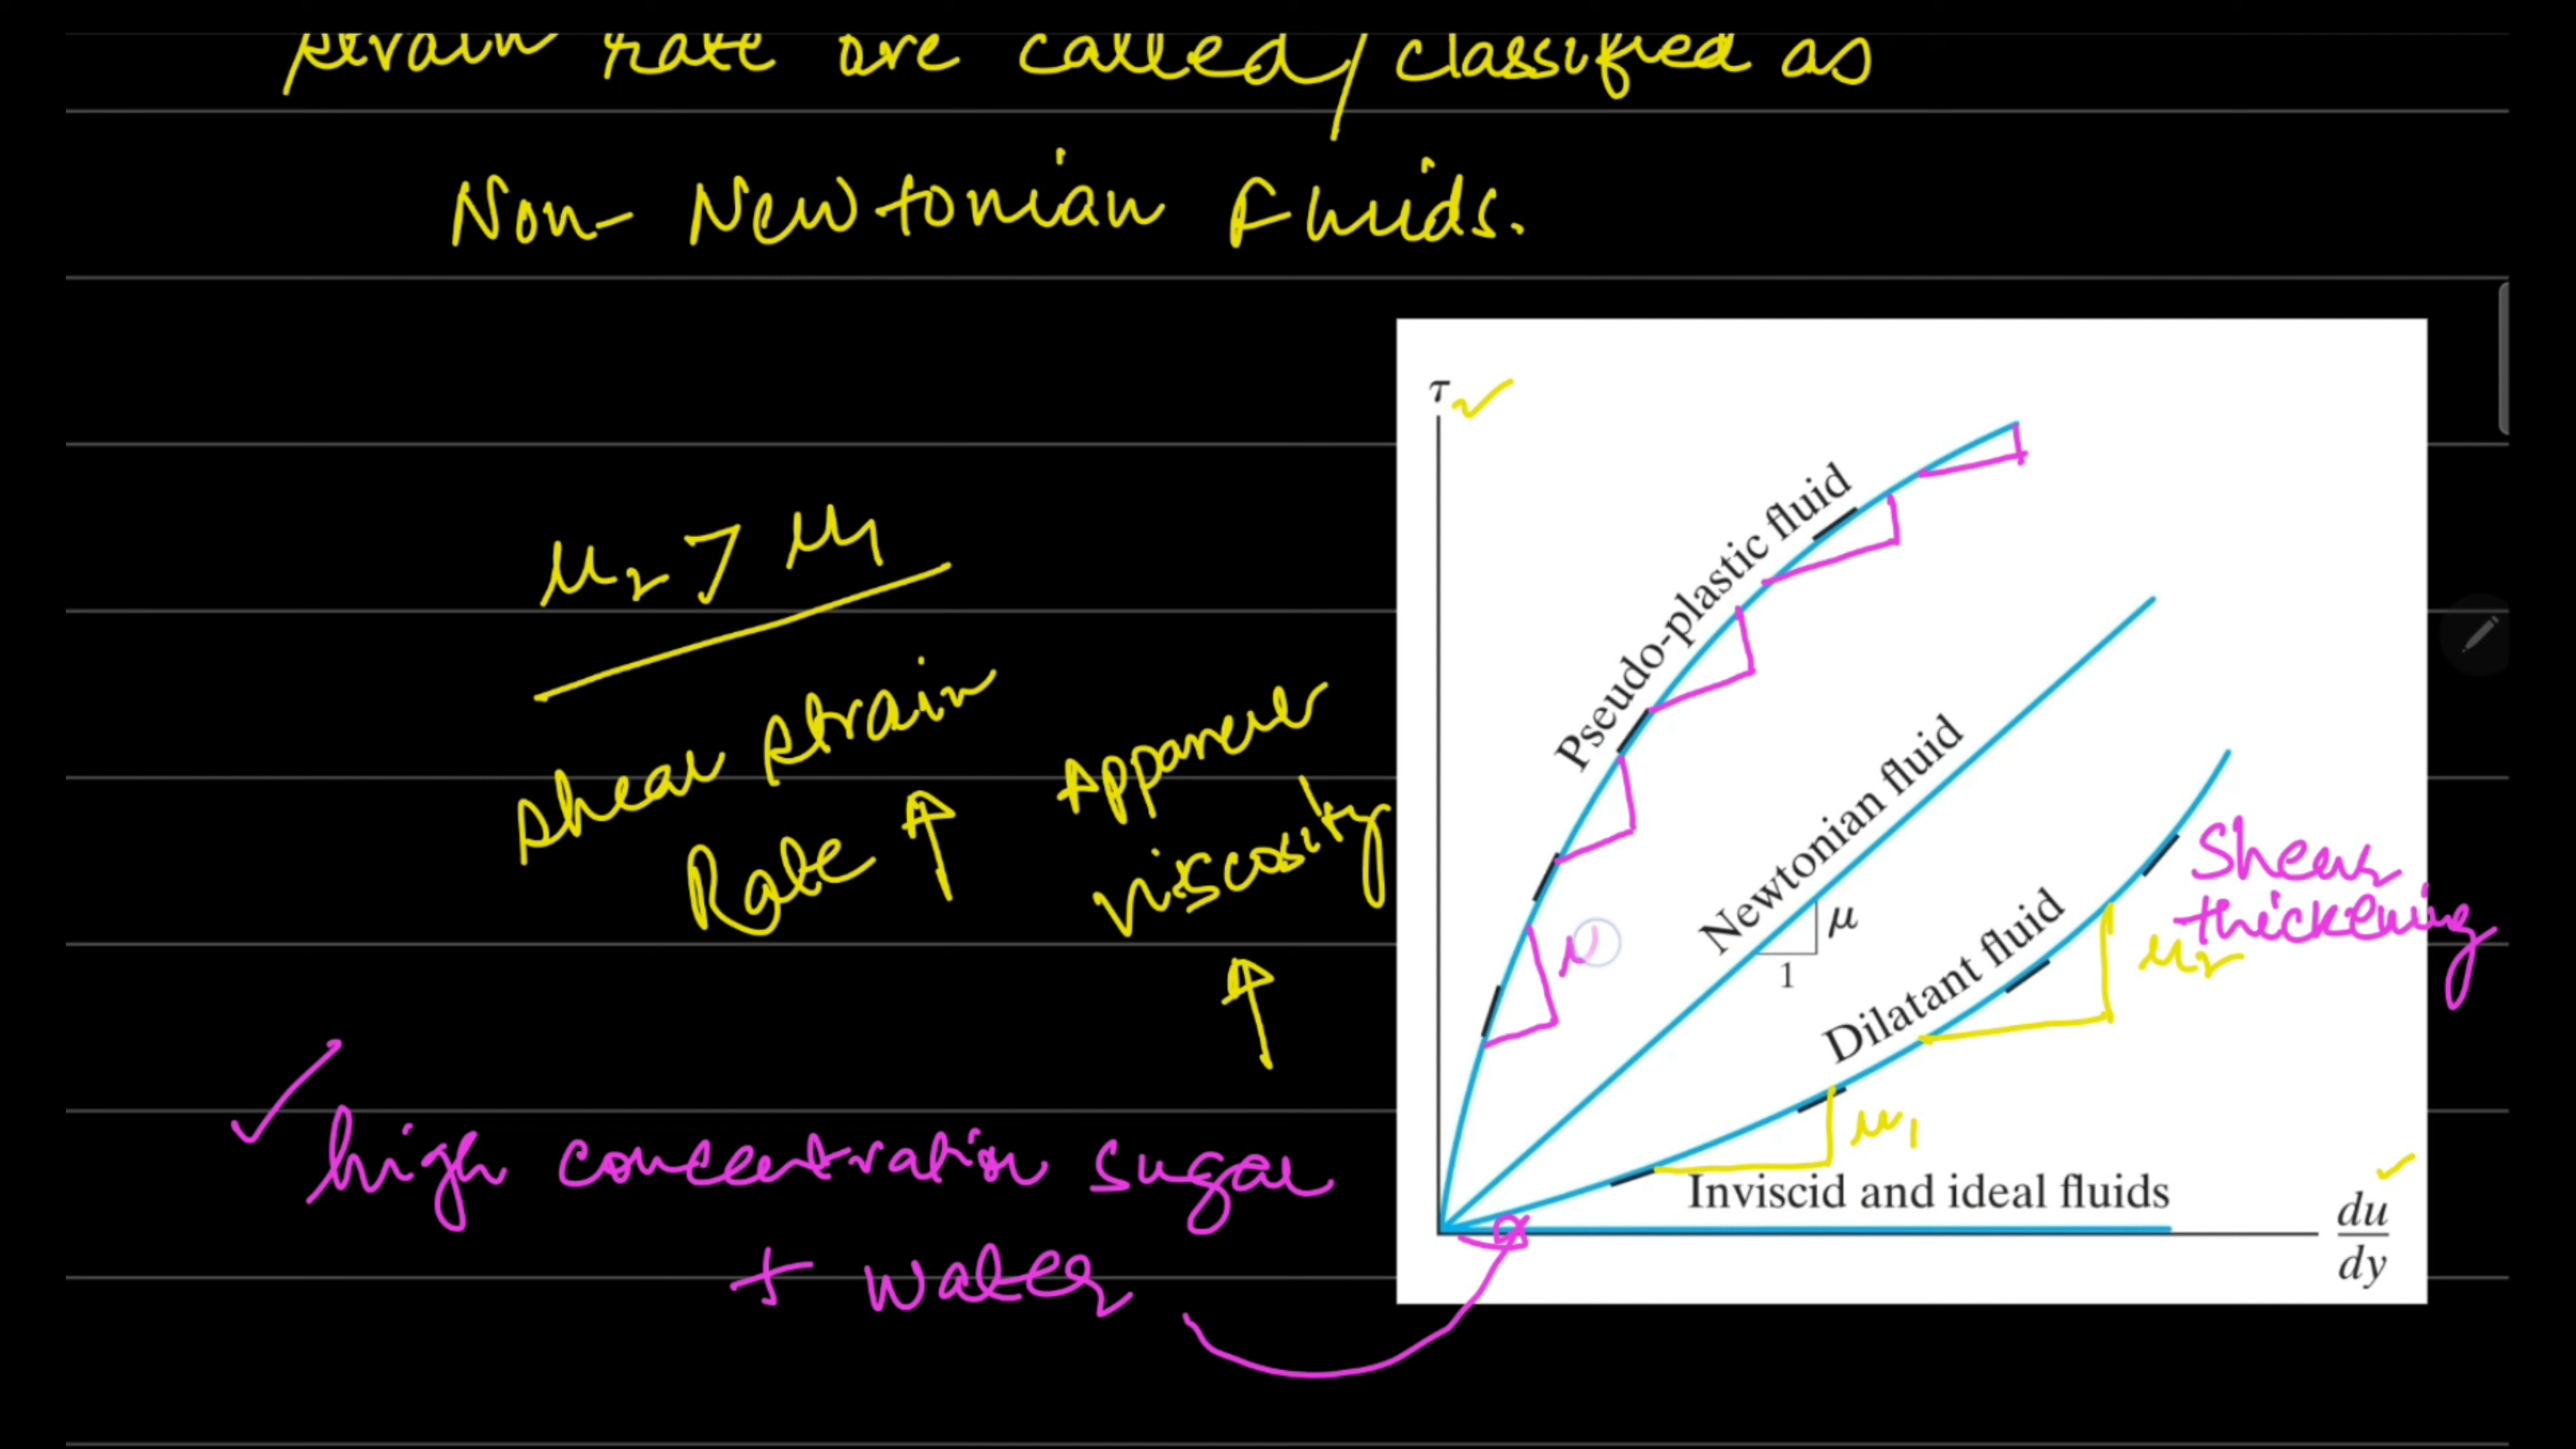 strain rate are called/classified as
Non-Newtonian Fluids.
μ2 > μ1
shear strain
Rate ↑
Apparent
viscosity
↑
✓ high concentration sugar
+ water
τ ✓
Pseudo-plastic fluid
Newtonian fluid
μ
1
Dilatant fluid
Shear
thickening
μ2
μ
μ1
Inviscid and ideal fluids
du
dy